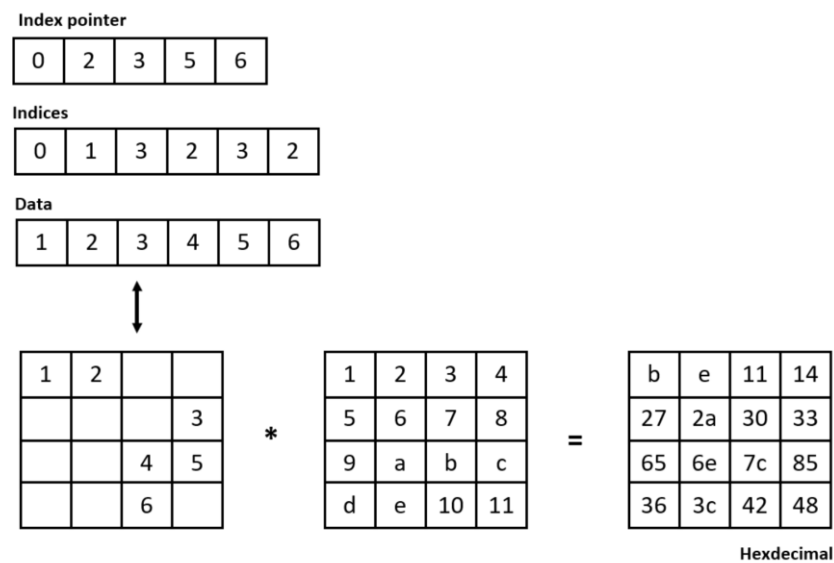 Index pointer
0 2 3 5 6
Indices
0 1 3 2 3 2
Data
1 2 3 4 5 6
1 2 1 2 3 4 b e 11 14
3 5 6 7 8 27 2a 30 33
* =
4 5 9 a b c 65 6e 7c 85
6 d e 10 11 36 3c 42 48
Hexdecimal